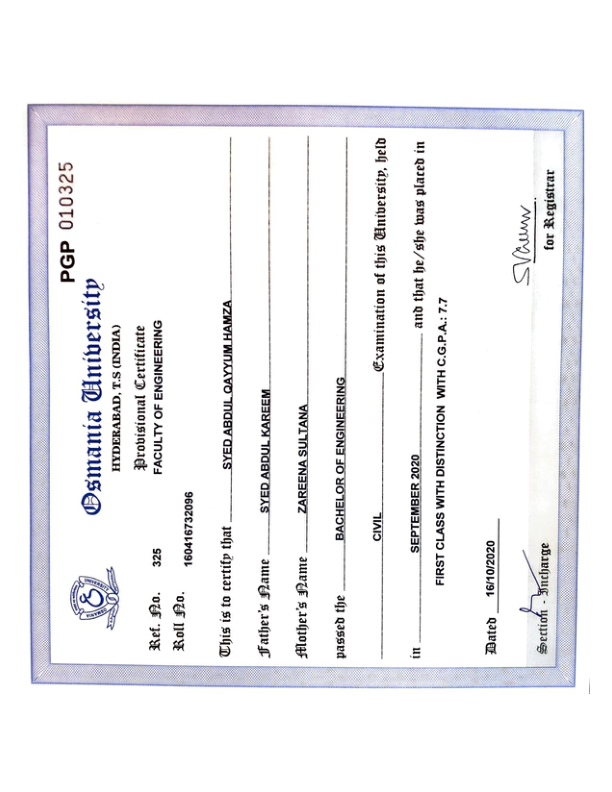 PGP 010325
Osmania University
HYDERABAD, T.S (INDIA)
Provisional Certificate
FACULTY OF ENGINEERING
Ref. No. 325
Roll No. 160416732096
This is to certify that SYED ABDUL QAYYUM HAMZA
Father's Name SYED ABDUL KAREEM
Mother's Name ZAREENA SULTANA
passed the BACHELOR OF ENGINEERING
CIVIL Examination of this University, held
in SEPTEMBER 2020 and that he/she was placed in
FIRST CLASS WITH DISTINCTION WITH C.G.P.A.: 7.7
Dated 16/10/2020
Section - Incharge
for Registrar